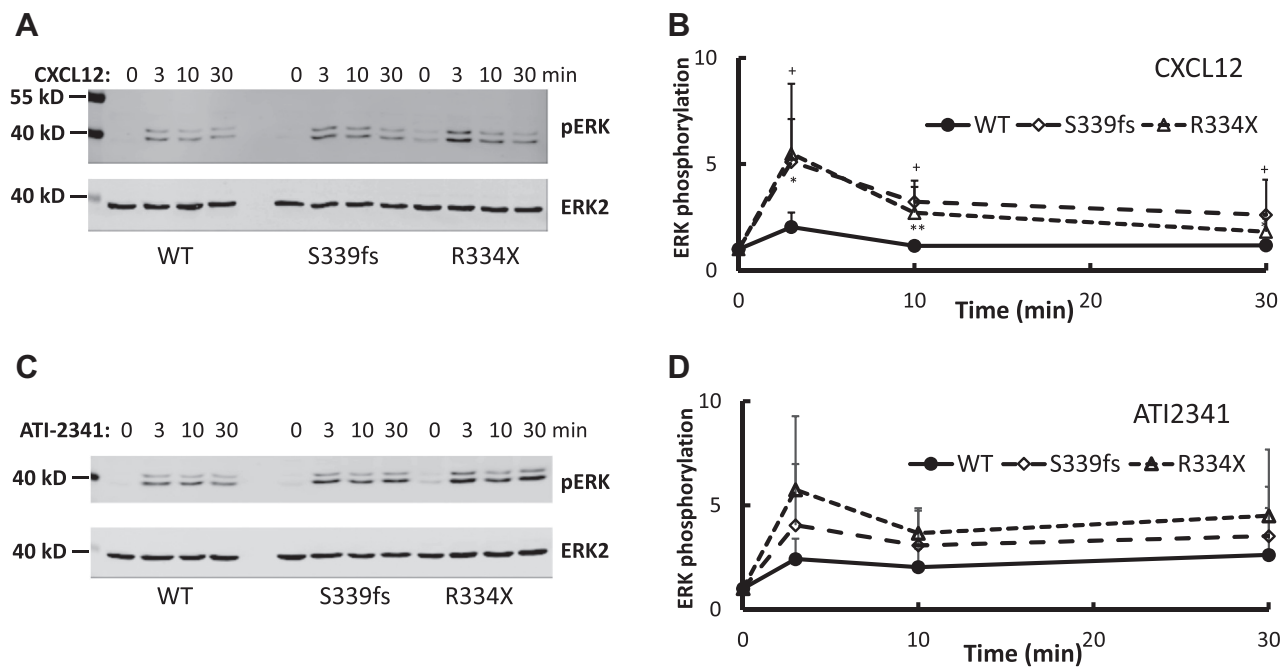 A
CXCL12: 0 3 10 30 0 3 10 30 0 3 10 30 min
55 kD
40 kD
pERK
40 kD
ERK2
WT S339fs R334X
B
CXCL12
WT S339fs R334X
ERK phosphorylation
10
5
0
+
*
+
**
+
0 10 20 30
Time (min)
C
ATI-2341: 0 3 10 30 0 3 10 30 0 3 10 30 min
40 kD
pERK
40 kD
ERK2
WT S339fs R334X
D
ATI2341
WT S339fs R334X
ERK phosphorylation
10
5
0
0 10 20 30
Time (min)